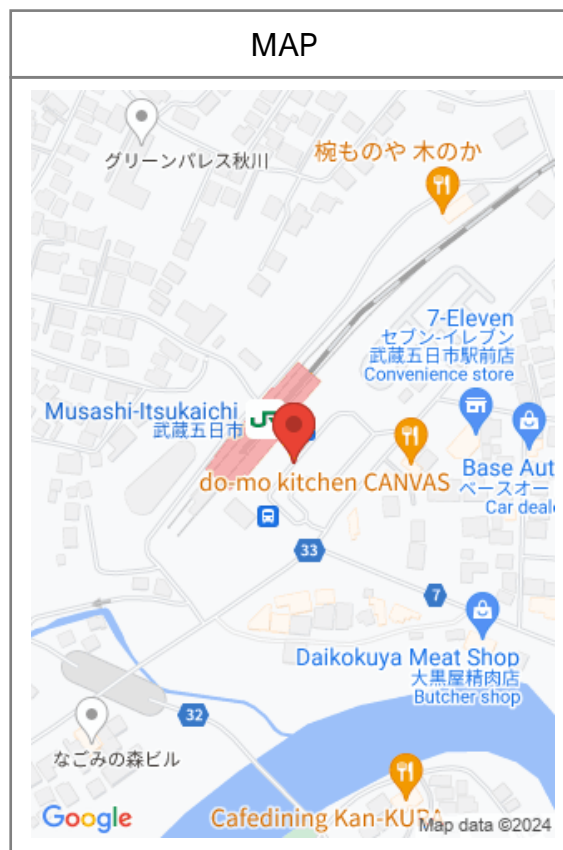 MAP
グリーンパレス秋川
椀ものや 木のか
7-Eleven
セブン‐イレブン
武蔵五日市駅前店
Convenience store
Musashi-Itsukaichi
武蔵五日市
JR
do-mo kitchen CANVAS
Base Aut
ベースオー
Car deale
33
7
Daikokuya Meat Shop
大黒屋精肉店
Butcher shop
32
なごみの森ビル
Cafedining Kan-KURA
Google
Map data ©2024